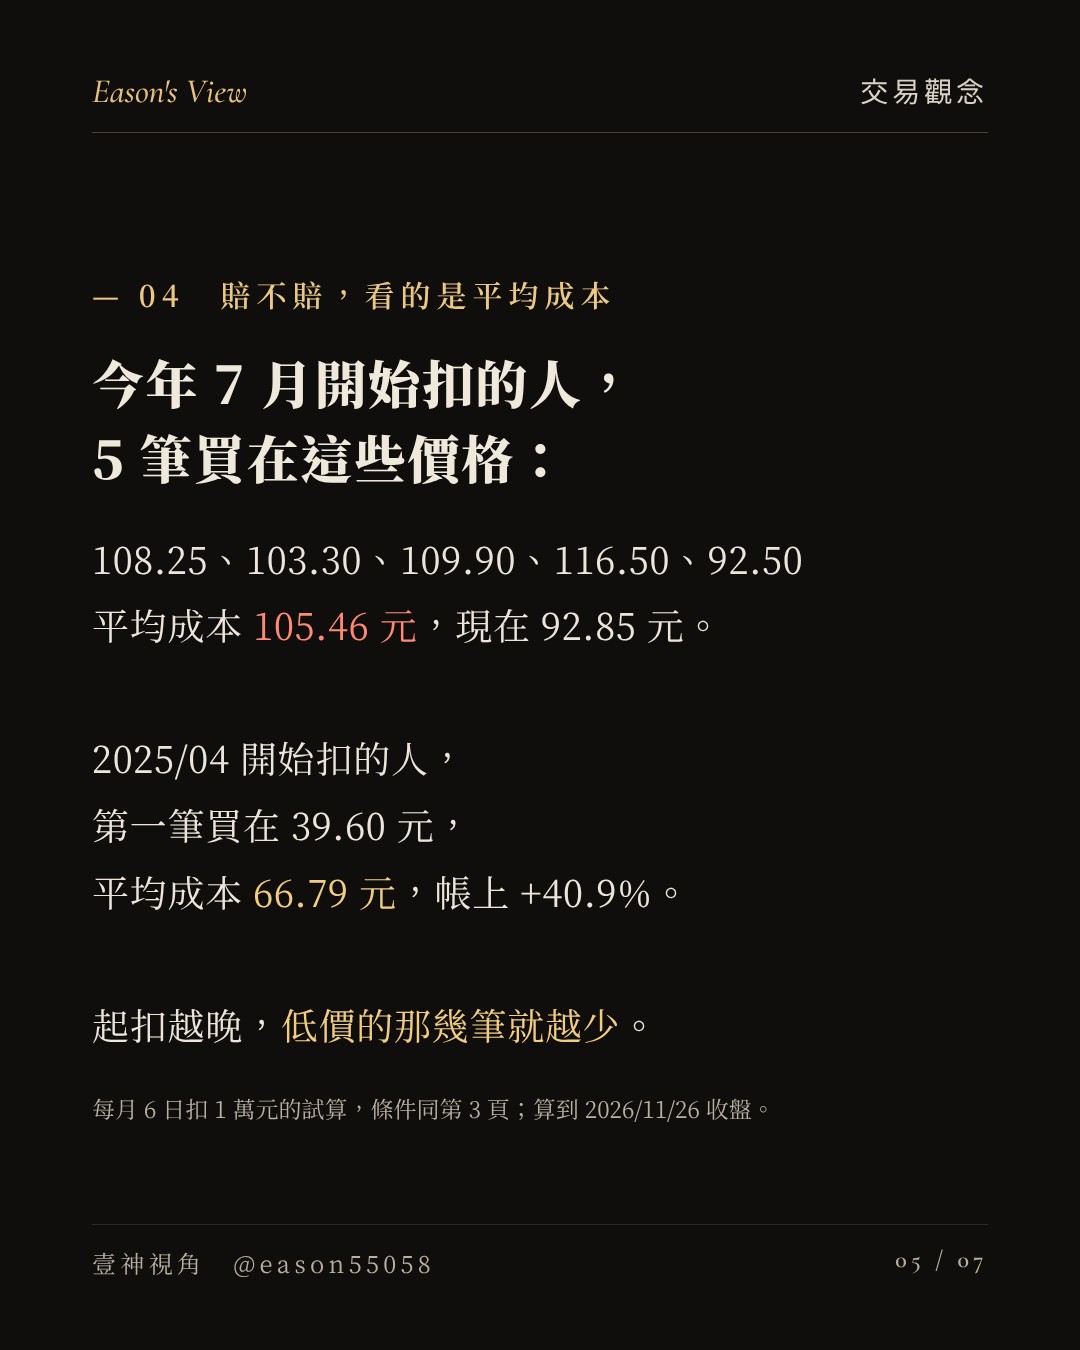 Eason's View
交易觀念
— 04 賠不賠，看的是平均成本
今年 7 月開始扣的人，
5 筆買在這些價格：
108.25、103.30、109.90、116.50、92.50
平均成本 105.46 元，現在 92.85 元。
2025/04 開始扣的人，
第一筆買在 39.60 元，
平均成本 66.79 元，帳上 +40.9%。
起扣越晚，低價的那幾筆就越少。
每月 6 日扣 1 萬元的試算，條件同第 3 頁；算到 2026/11/26 收盤。
壹神視角 @eason55058
05 / 07